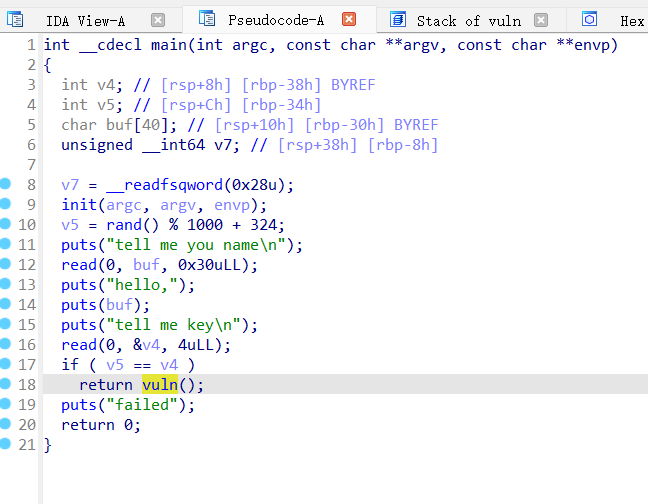 IDA View-A Pseudocode-A Stack of vuln Hex
1 int __cdecl main(int argc, const char **argv, const char **envp)
2 {
3   int v4; // [rsp+8h] [rbp-38h] BYREF
4   int v5; // [rsp+Ch] [rbp-34h]
5   char buf[40]; // [rsp+10h] [rbp-30h] BYREF
6   unsigned __int64 v7; // [rsp+38h] [rbp-8h]
7
8   v7 = __readfsqword(0x28u);
9   init(argc, argv, envp);
10   v5 = rand() % 1000 + 324;
11   puts("tell me you name\n");
12   read(0, buf, 0x30uLL);
13   puts("hello,");
14   puts(buf);
15   puts("tell me key\n");
16   read(0, &v4, 4uLL);
17   if ( v5 == v4 )
18     return vuln();
19   puts("failed");
20   return 0;
21 }